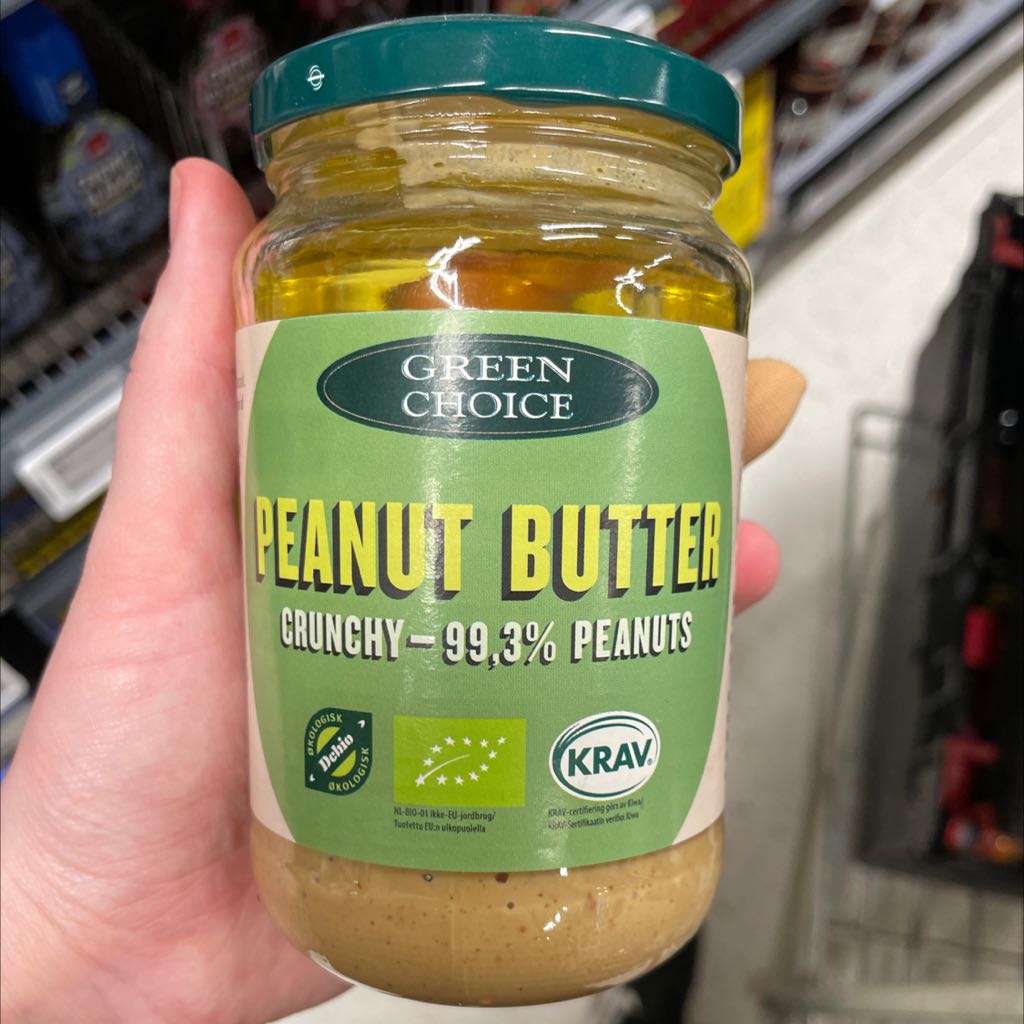 GREEN
CHOICE
PEANUT BUTTER
CRUNCHY – 99,3% PEANUTS
ØKOLOGISK
Debio
ØKOLOGISK
NL-BIO-01 Ikke-EU-jordbrug/
Tuotettu EU:n ulkopuolella
KRAV
KRAV-certifiering görs av Kiwa/
KRAV-Sertifikaatin verifioi Kiwa